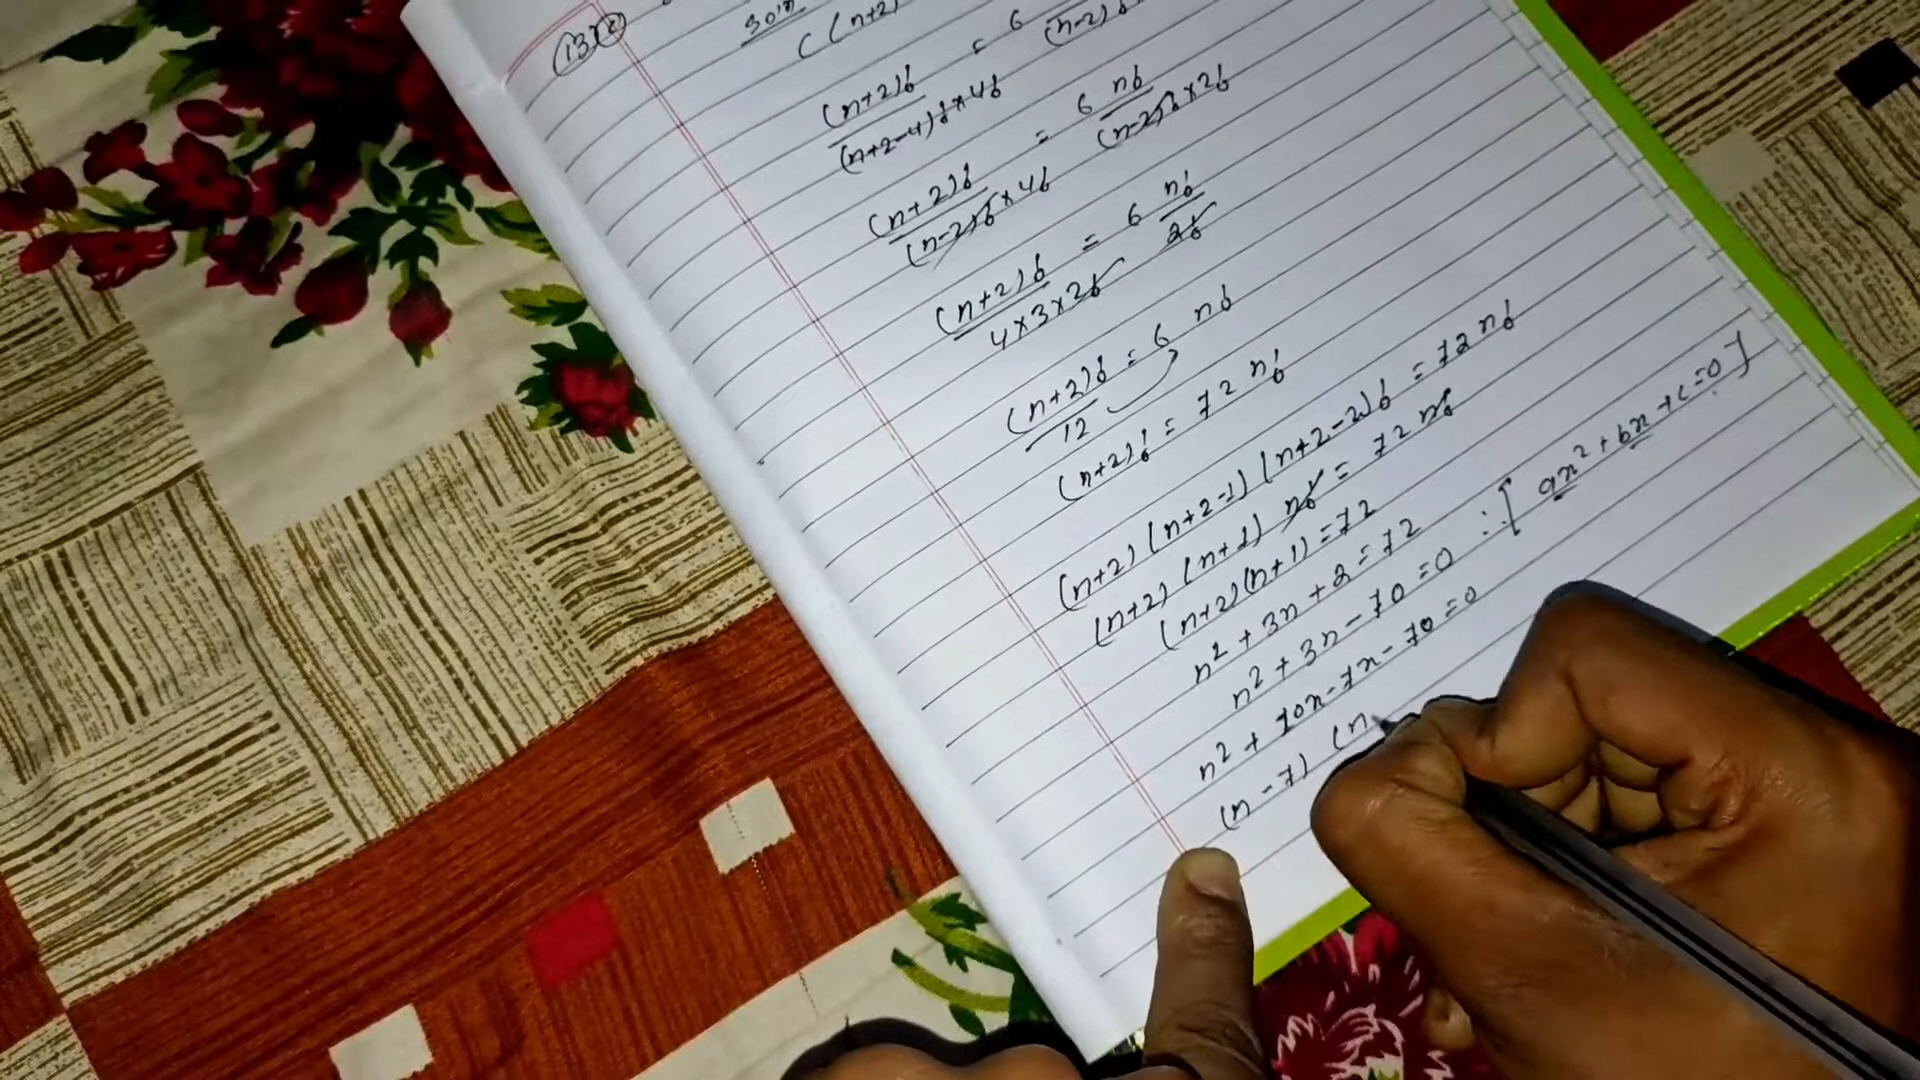 13
Soln
C(n+2)
(n+2)! / (n+2-4)! × 4! = 6 n! / (n-2)! × 2!
(n+2)! / (n-2)! × 4! = 6 n! / (n-2)! × 2!
(n+2)! / 4×3×2! = 6 n! / 2!
(n+2)! / 12 = 6 n!
(n+2)! = 72 n!
(n+2) (n+2-1) (n+2-2)! = 72 n!
(n+2) (n+1) n! = 72 n!
(n+2)(n+1) = 72
n² + 3n + 2 = 72
n² + 3n - 70 = 0 ∴ [ax² + bx + c = 0]
n² + 10n - 7n - 70 = 0
(n - 7) (n